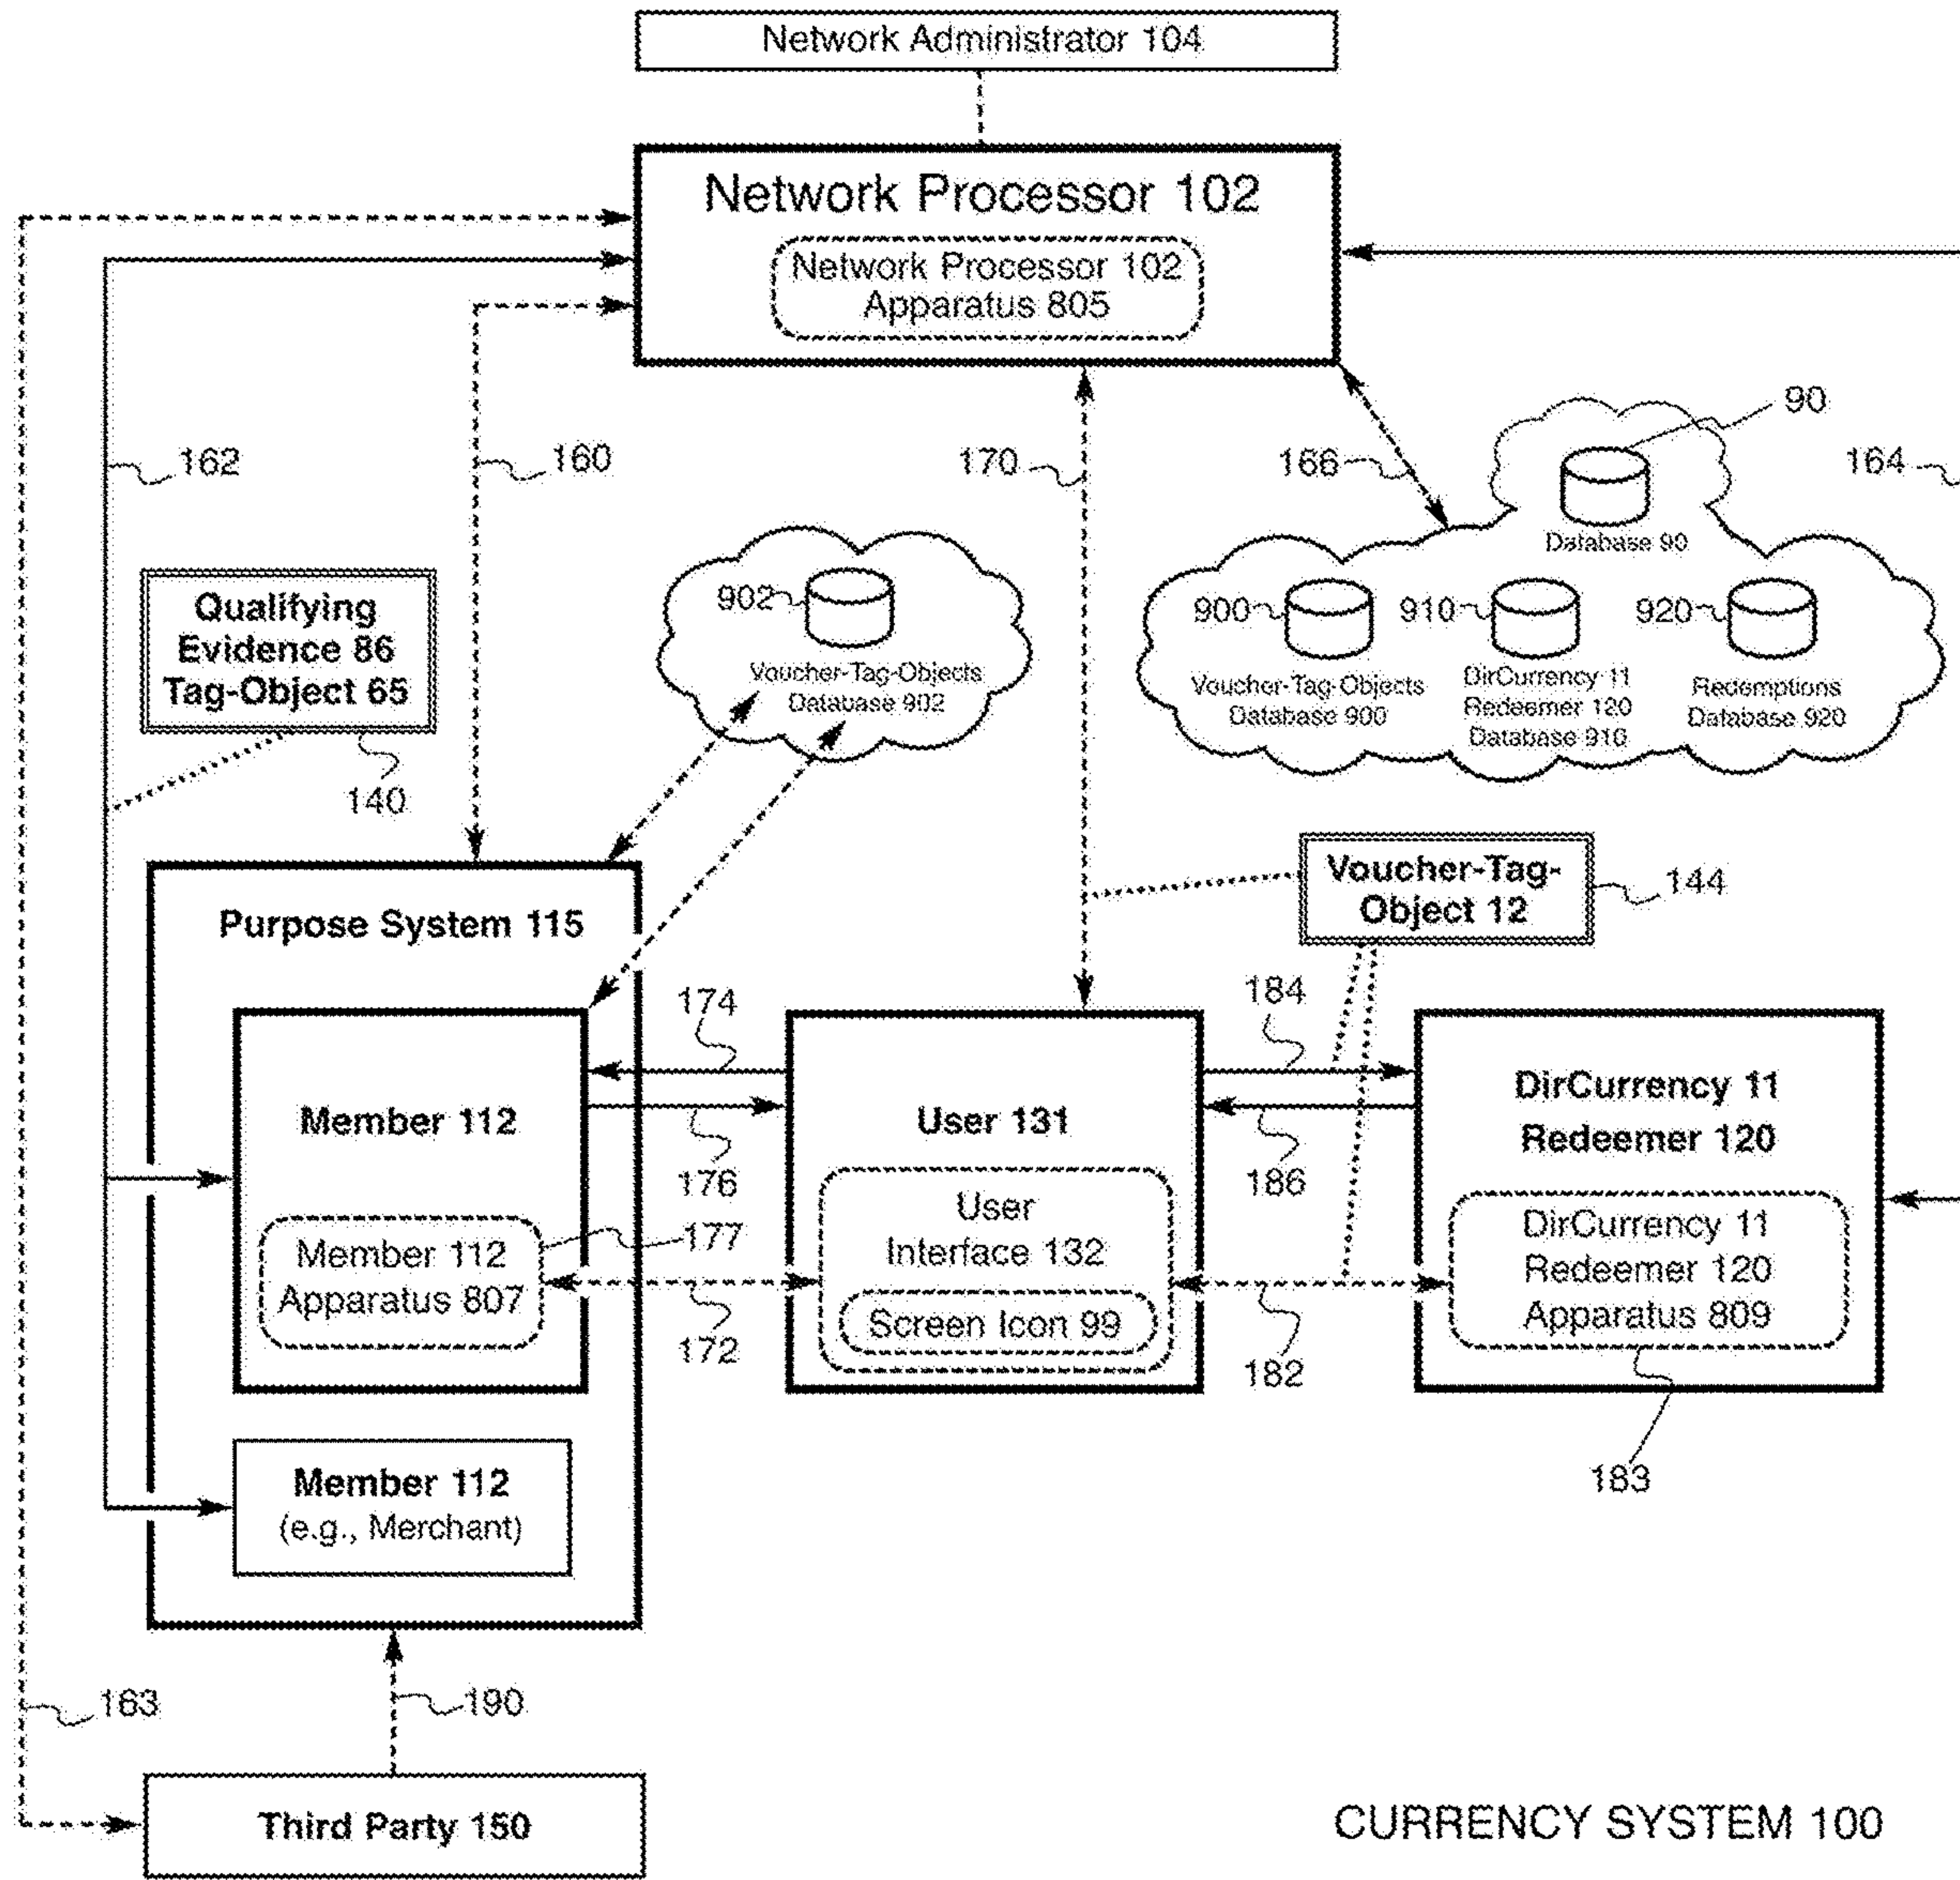 Network Administrator 104
Network Processor 102
Network Processor 102
Apparatus 805
90
162
160
170
166
164
Database 90
902
900
910
920
Qualifying
Evidence 86
Tag-Object 65
Voucher-Tag-Objects
Database 902
Voucher-Tag-Objects
Database 900
DirCurrency 11
Redeemer 120
Database 910
Redemptions
Database 920
140
Voucher-Tag-
Object 12
144
Purpose System 115
174
184
Member 112
User 131
DirCurrency 11
Redeemer 120
176
186
177
Member 112
Apparatus 807
User
Interface 132
Screen Icon 99
DirCurrency 11
Redeemer 120
Apparatus 809
172
182
183
Member 112
(e.g., Merchant)
163
190
Third Party 150
CURRENCY SYSTEM 100